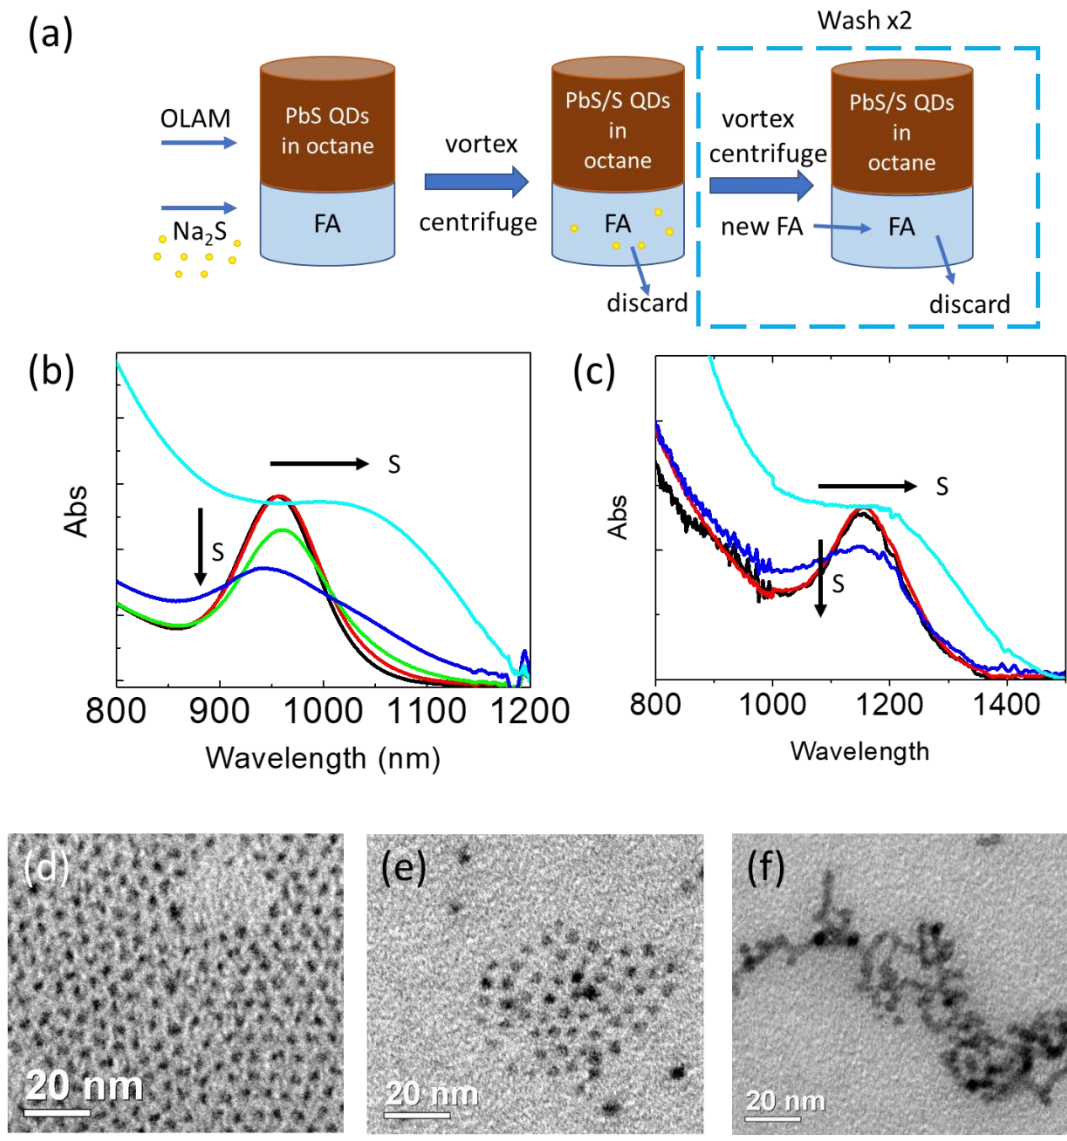 (a)
Wash x2
OLAM
Na₂S
PbS QDs
in octane
FA
vortex
centrifuge
PbS/S QDs
in
octane
FA
discard
vortex
centrifuge
new FA
PbS/S QDs
in
octane
FA
discard
(b)
Abs
S
S
800 900 1000 1100 1200
Wavelength (nm)
(c)
Abs
S
S
800 1000 1200 1400
Wavelength
(d)
20 nm
(e)
20 nm
(f)
20 nm